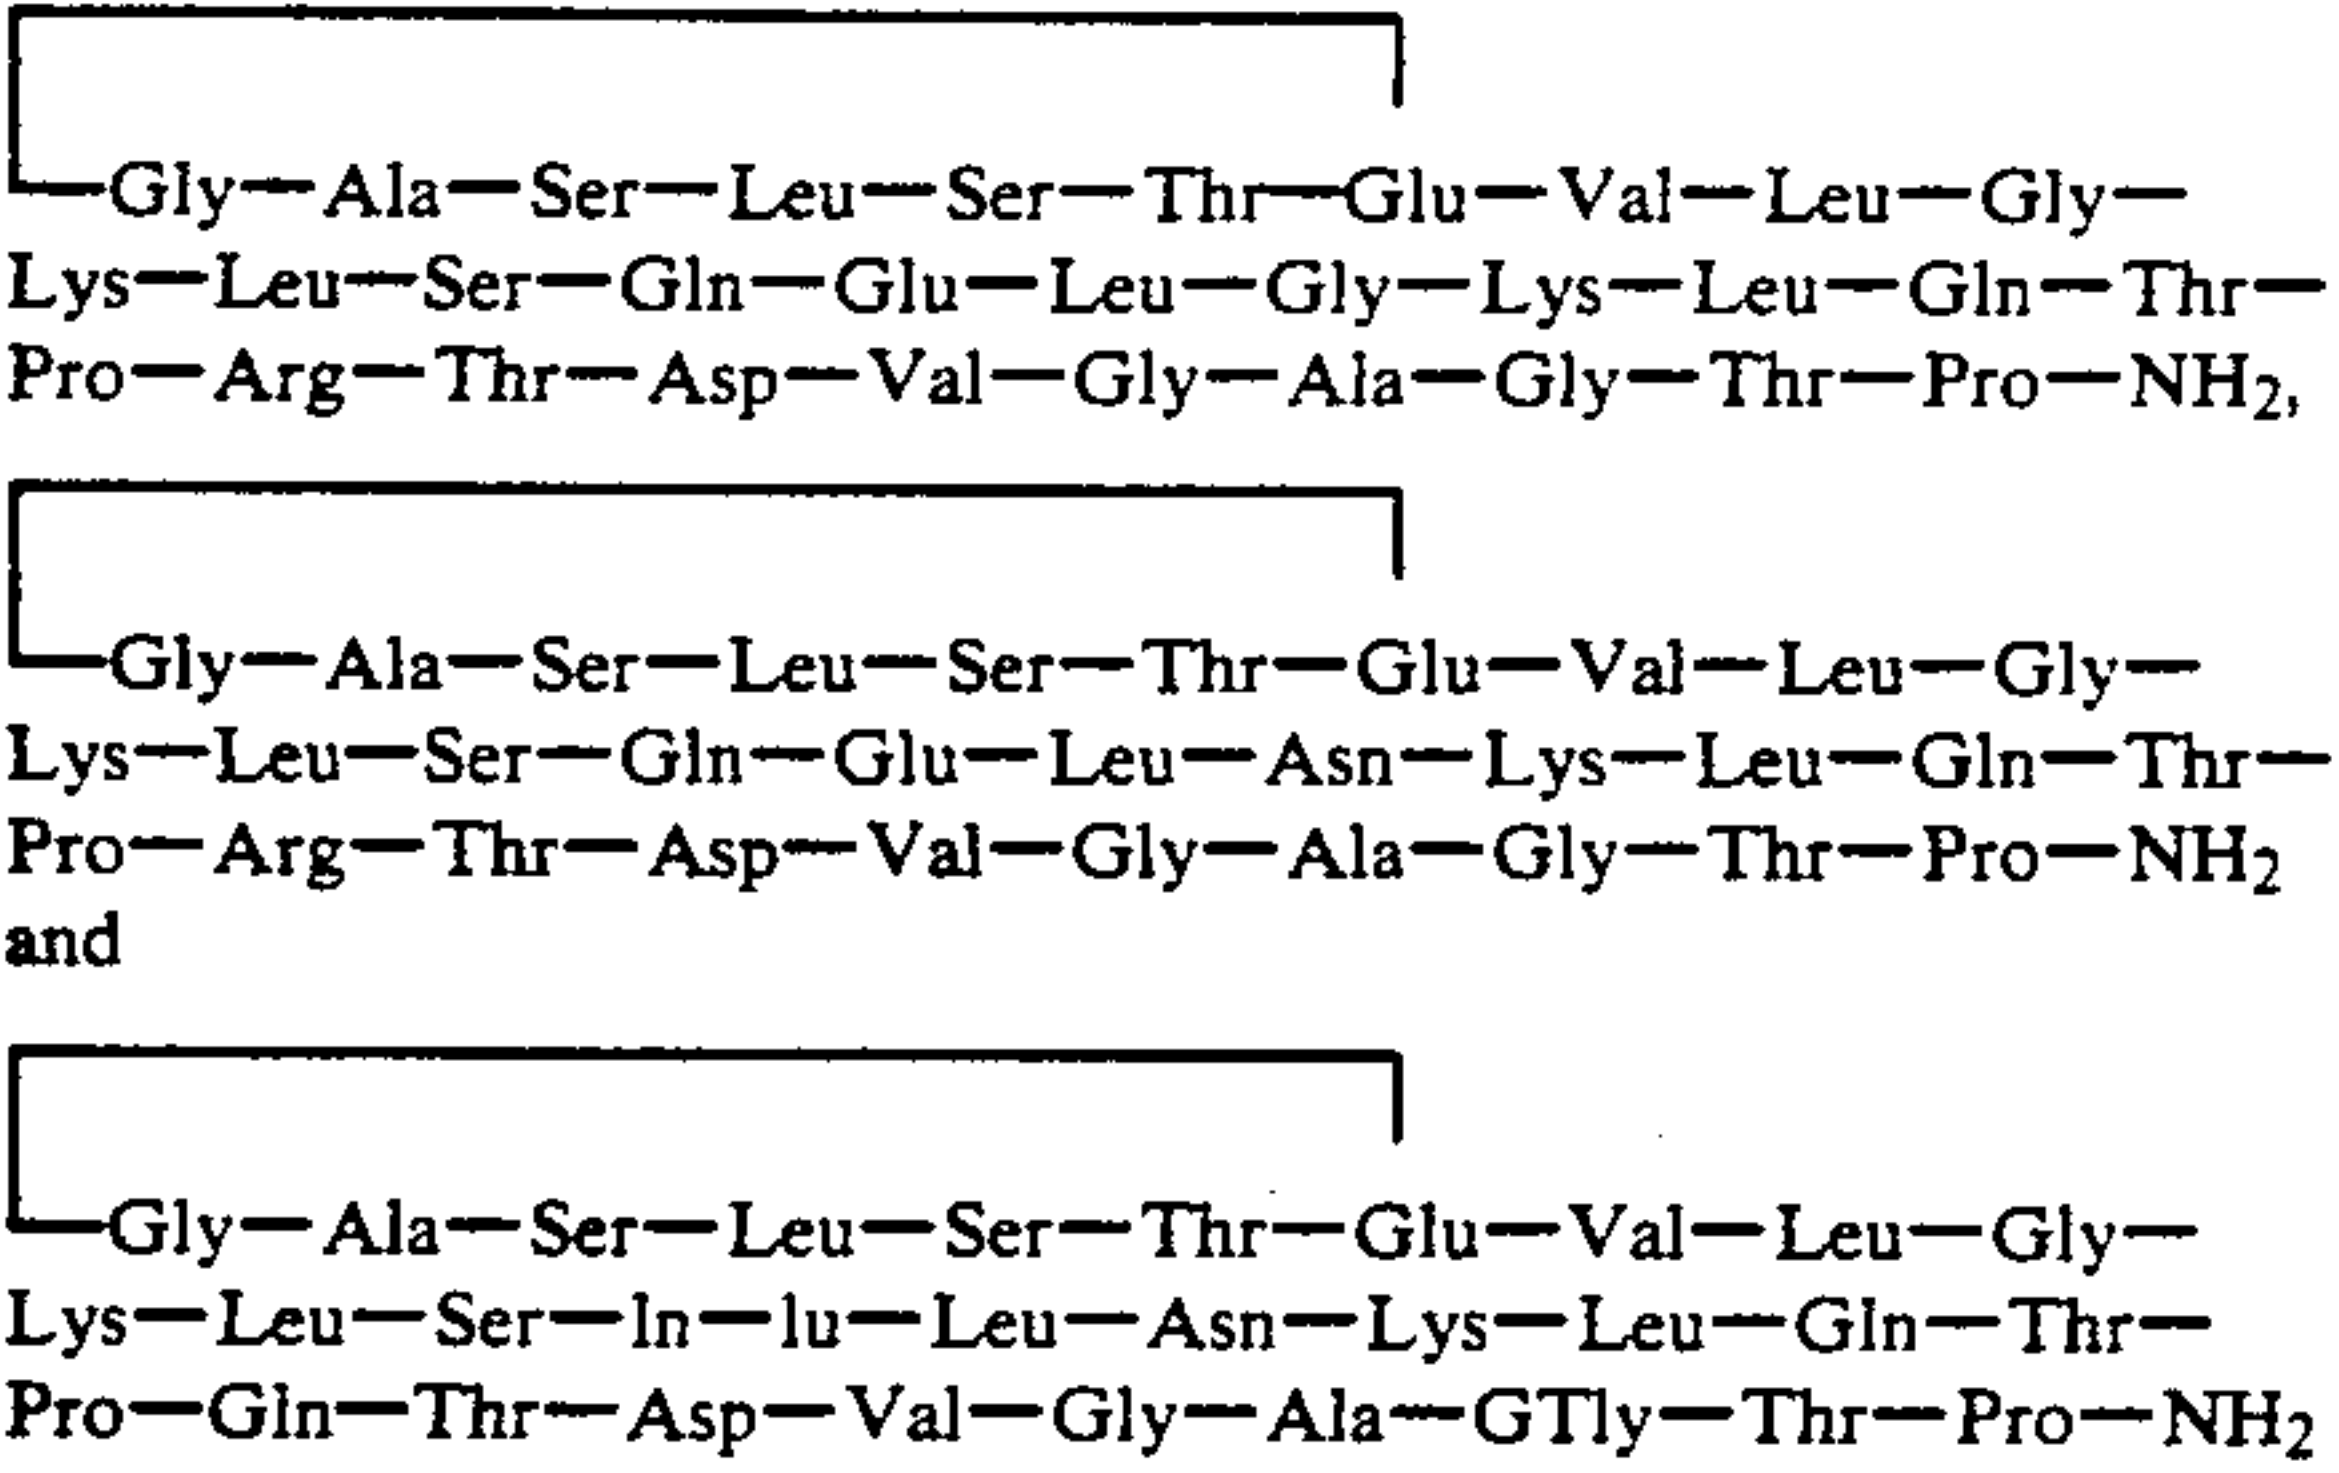 Gly—Ala—Ser—Leu—Ser—Thr—Glu—Val—Leu—Gly—
Lys—Leu—Ser—Gln—Glu—Leu—Gly—Lys—Leu—Gln—Thr—
Pro—Arg—Thr—Asp—Val—Gly—Ala—Gly—Thr—Pro—NH2,
Gly—Ala—Ser—Leu—Ser—Thr—Glu—Val—Leu—Gly—
Lys—Leu—Ser—Gln—Glu—Leu—Asn—Lys—Leu—Gln—Thr—
Pro—Arg—Thr—Asp—Val—Gly—Ala—Gly—Thr—Pro—NH2
and
Gly—Ala—Ser—Leu—Ser—Thr—Glu—Val—Leu—Gly—
Lys—Leu—Ser—ln—lu—Leu—Asn—Lys—Leu—Gln—Thr—
Pro—Gln—Thr—Asp—Val—Gly—Ala—GTly—Thr—Pro—NH2